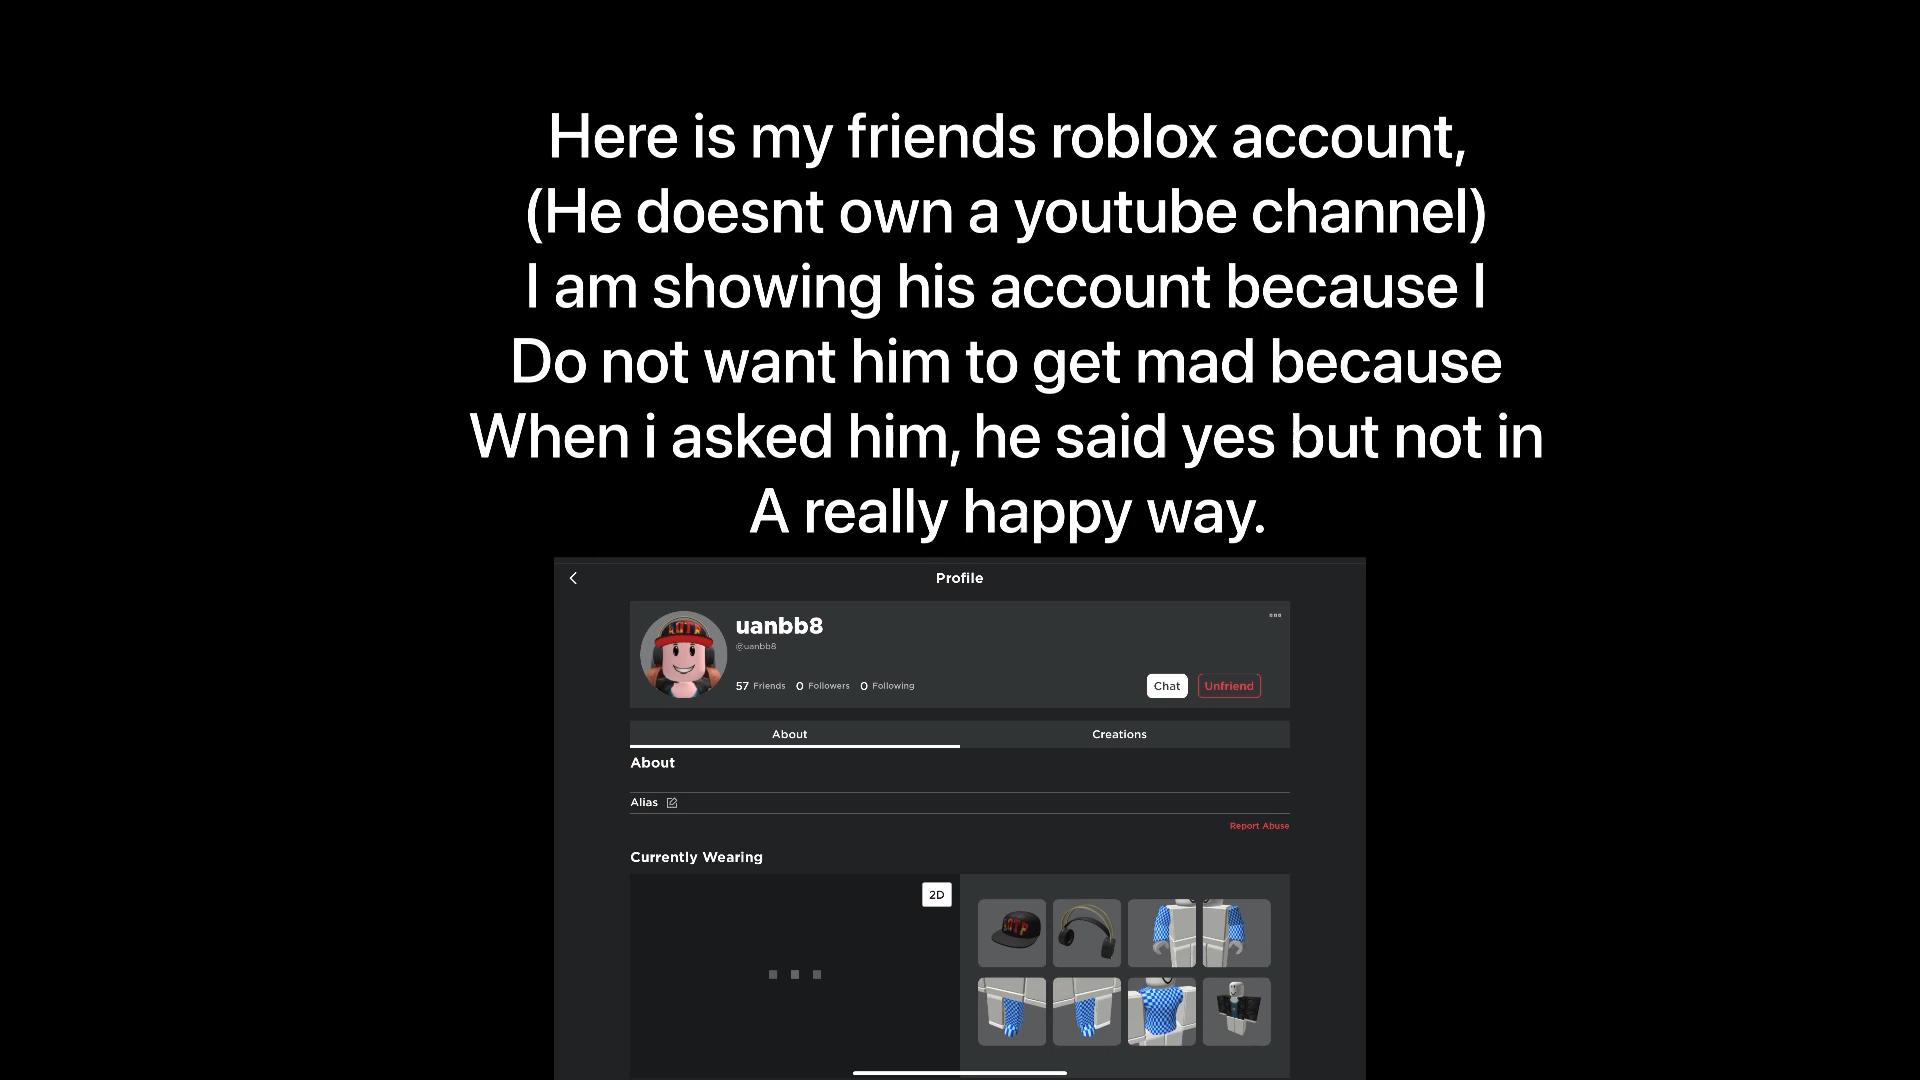 Here is my friends roblox account,
(He doesnt own a youtube channel)
I am showing his account because I
Do not want him to get mad because
When i asked him, he said yes but not in
A really happy way.
Profile
uanbb8
@uanbb8
57 Friends 0 Followers 0 Following
Chat Unfriend
About Creations
About
Alias
Report Abuse
Currently Wearing
2D